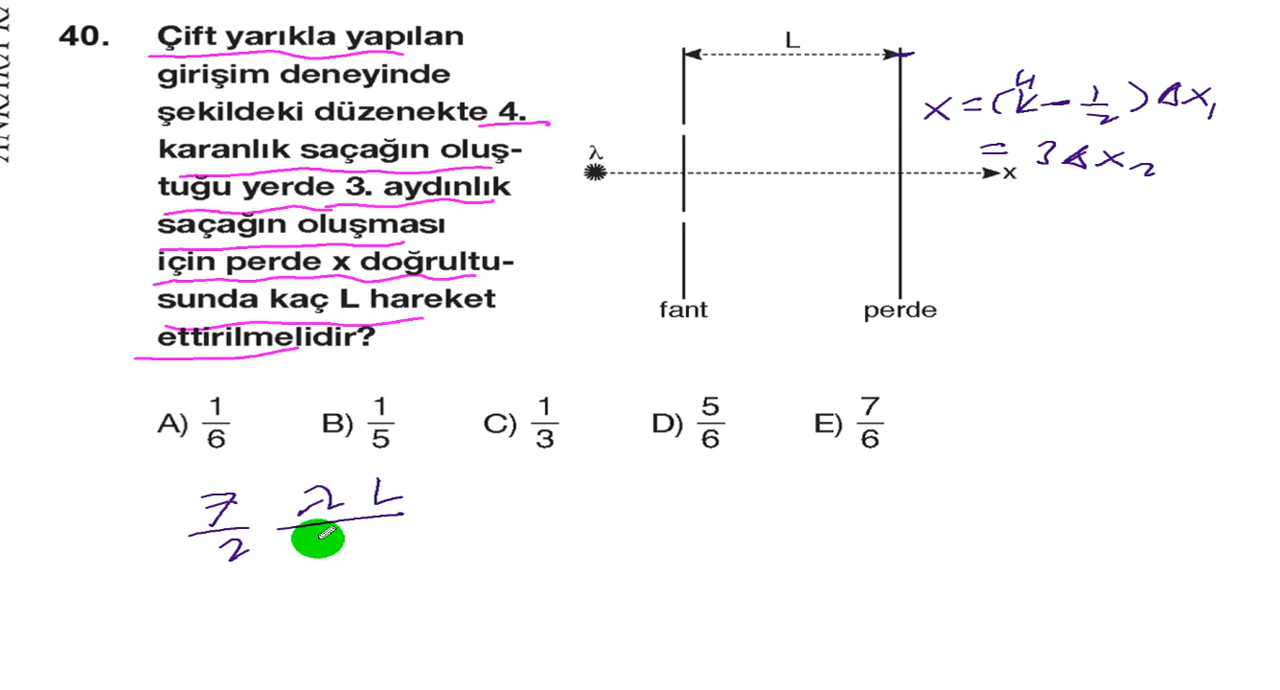 40. Çift yarıkla yapılan
girişim deneyinde
şekildeki düzenekte 4.
karanlık saçağın oluş-
tuğu yerde 3. aydınlık
saçağın oluşması
için perde x doğrultu-
sunda kaç L hareket
ettirilmelidir?
L
λ
x
fant
perde
4
x = (k - 1/2) Δx₁
= 3 Δx₂
A) 1/6 B) 1/5 C) 1/3 D) 5/6 E) 7/6
7/2 λL